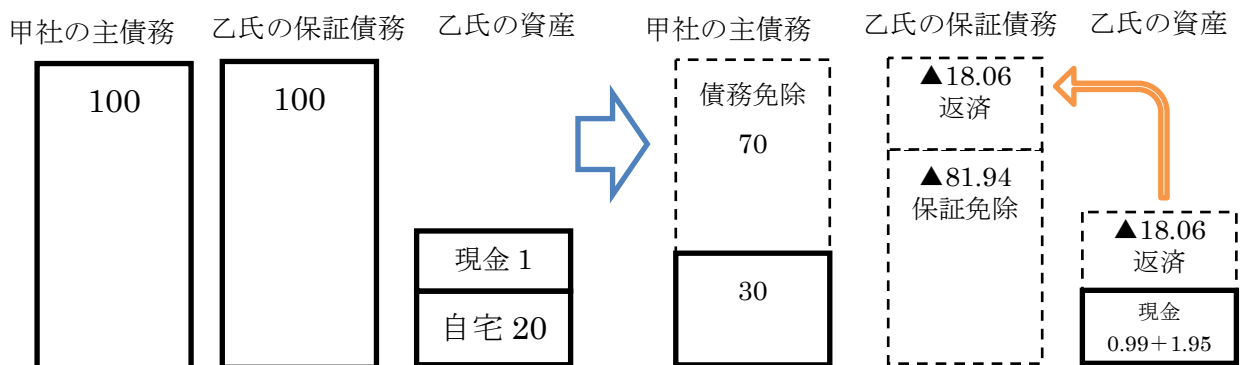 甲社の主債務
乙氏の保証債務
乙氏の資産
100
100
現金 1
自宅 20
甲社の主債務
乙氏の保証債務
乙氏の資産
債務免除
70
30
▲18.06
返済
▲81.94
保証免除
▲18.06
返済
現金
0.99＋1.95